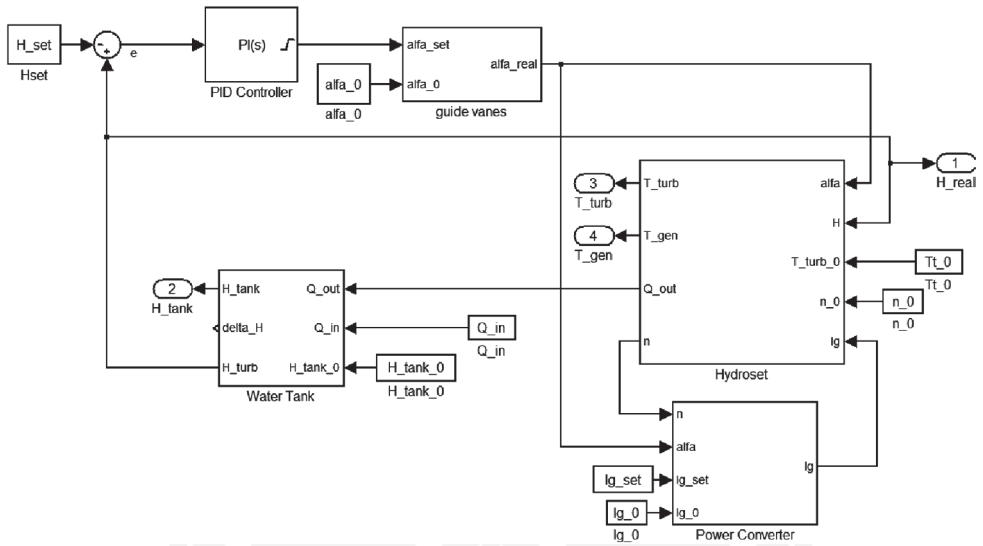 H_set
Hset
-
+
e
PI(s)
PID Controller
alfa_set
alfa_0
alfa_real
guide vanes
alfa_0
alfa_0
1
H_real
T_turb
T_gen
Q_out
n
alfa
H
T_turb_0
n_0
Ig
Hydroset
3
T_turb
4
T_gen
Tt_0
Tt_0
n_0
n_0
2
H_tank
H_tank
delta_H
H_turb
Q_out
Q_in
H_tank_0
Water Tank
Q_in
Q_in
H_tank_0
H_tank_0
n
alfa
Ig_set
Ig_0
Ig
Power Converter
Ig_set
Ig_0
Ig_0